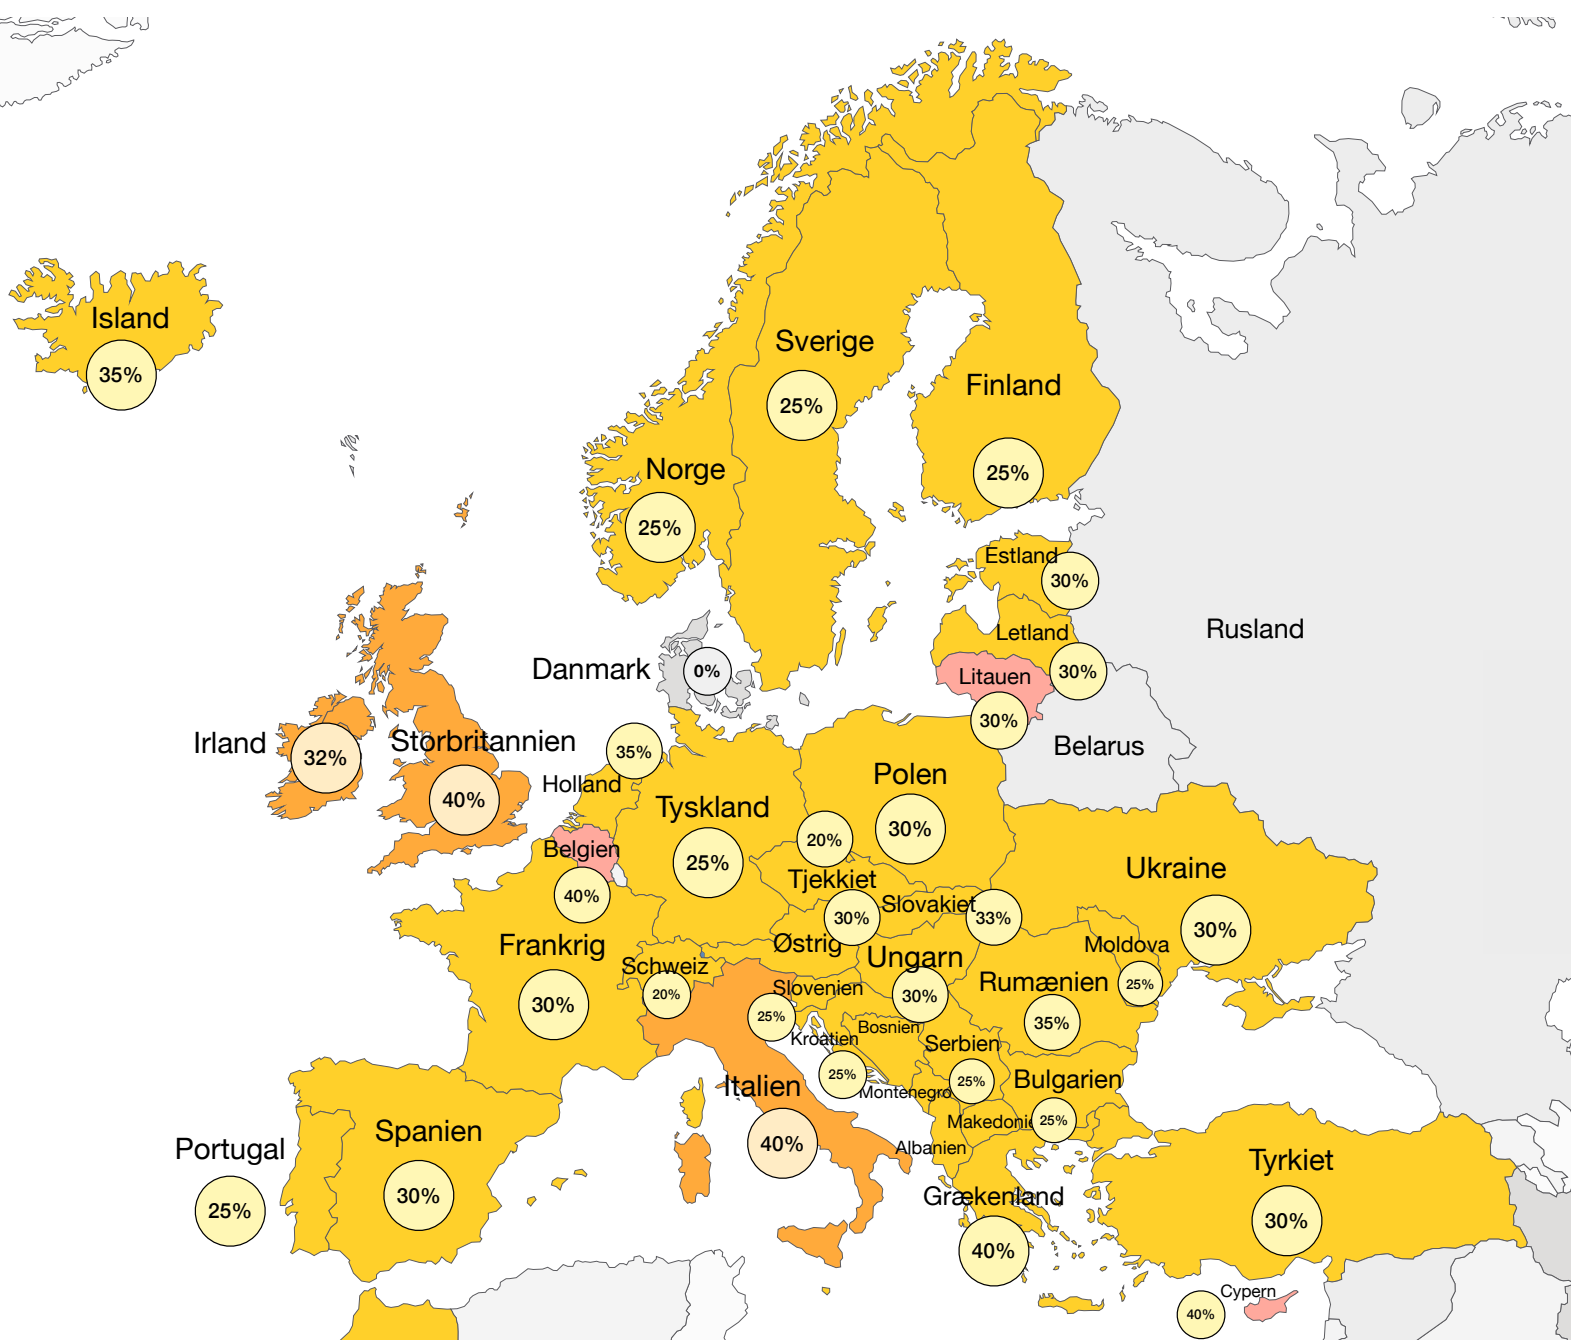 Island
35%
Sverige
25%
Finland
25%
Norge
25%
Estland
30%
Letland
30%
Litauen
30%
Rusland
Danmark
0%
Belarus
Irland
32%
Storbritannien
40%
35%
Holland
Tyskland
25%
Polen
30%
20%
Tjekkiet
Belgien
40%
Ukraine
30%
Slovakiet
33%
30%
Østrig
Frankrig
30%
Schweiz
20%
Ungarn
30%
Moldova
25%
Rumænien
35%
Slovenien
25%
Bosnien
Kroatien
25%
Serbien
25%
Bulgarien
25%
Montenegro
Makedonie
Albanien
Italien
40%
Spanien
30%
Portugal
25%
Grækenland
40%
Tyrkiet
30%
Cypern
40%